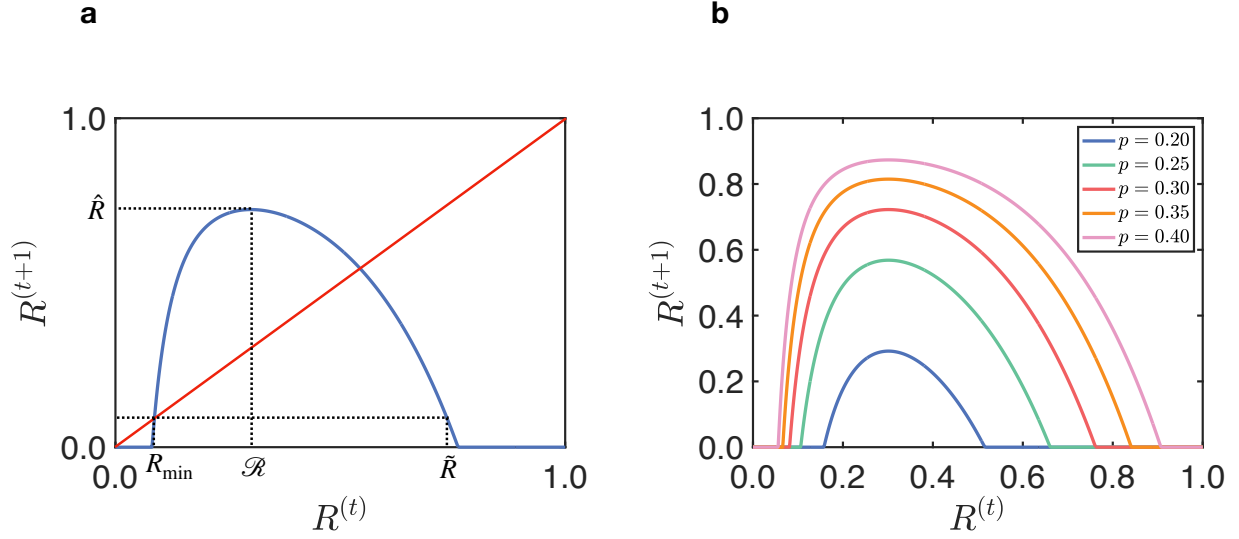 a
1.0
R̂
R^{(t+1)}
0.0
R_min
ℛ
R̃
0.0
1.0
R^{(t)}
b
1.0
0.8
0.6
0.4
0.2
0.0
R^{(t+1)}
p = 0.20
p = 0.25
p = 0.30
p = 0.35
p = 0.40
0.0 0.2 0.4 0.6 0.8 1.0
R^{(t)}